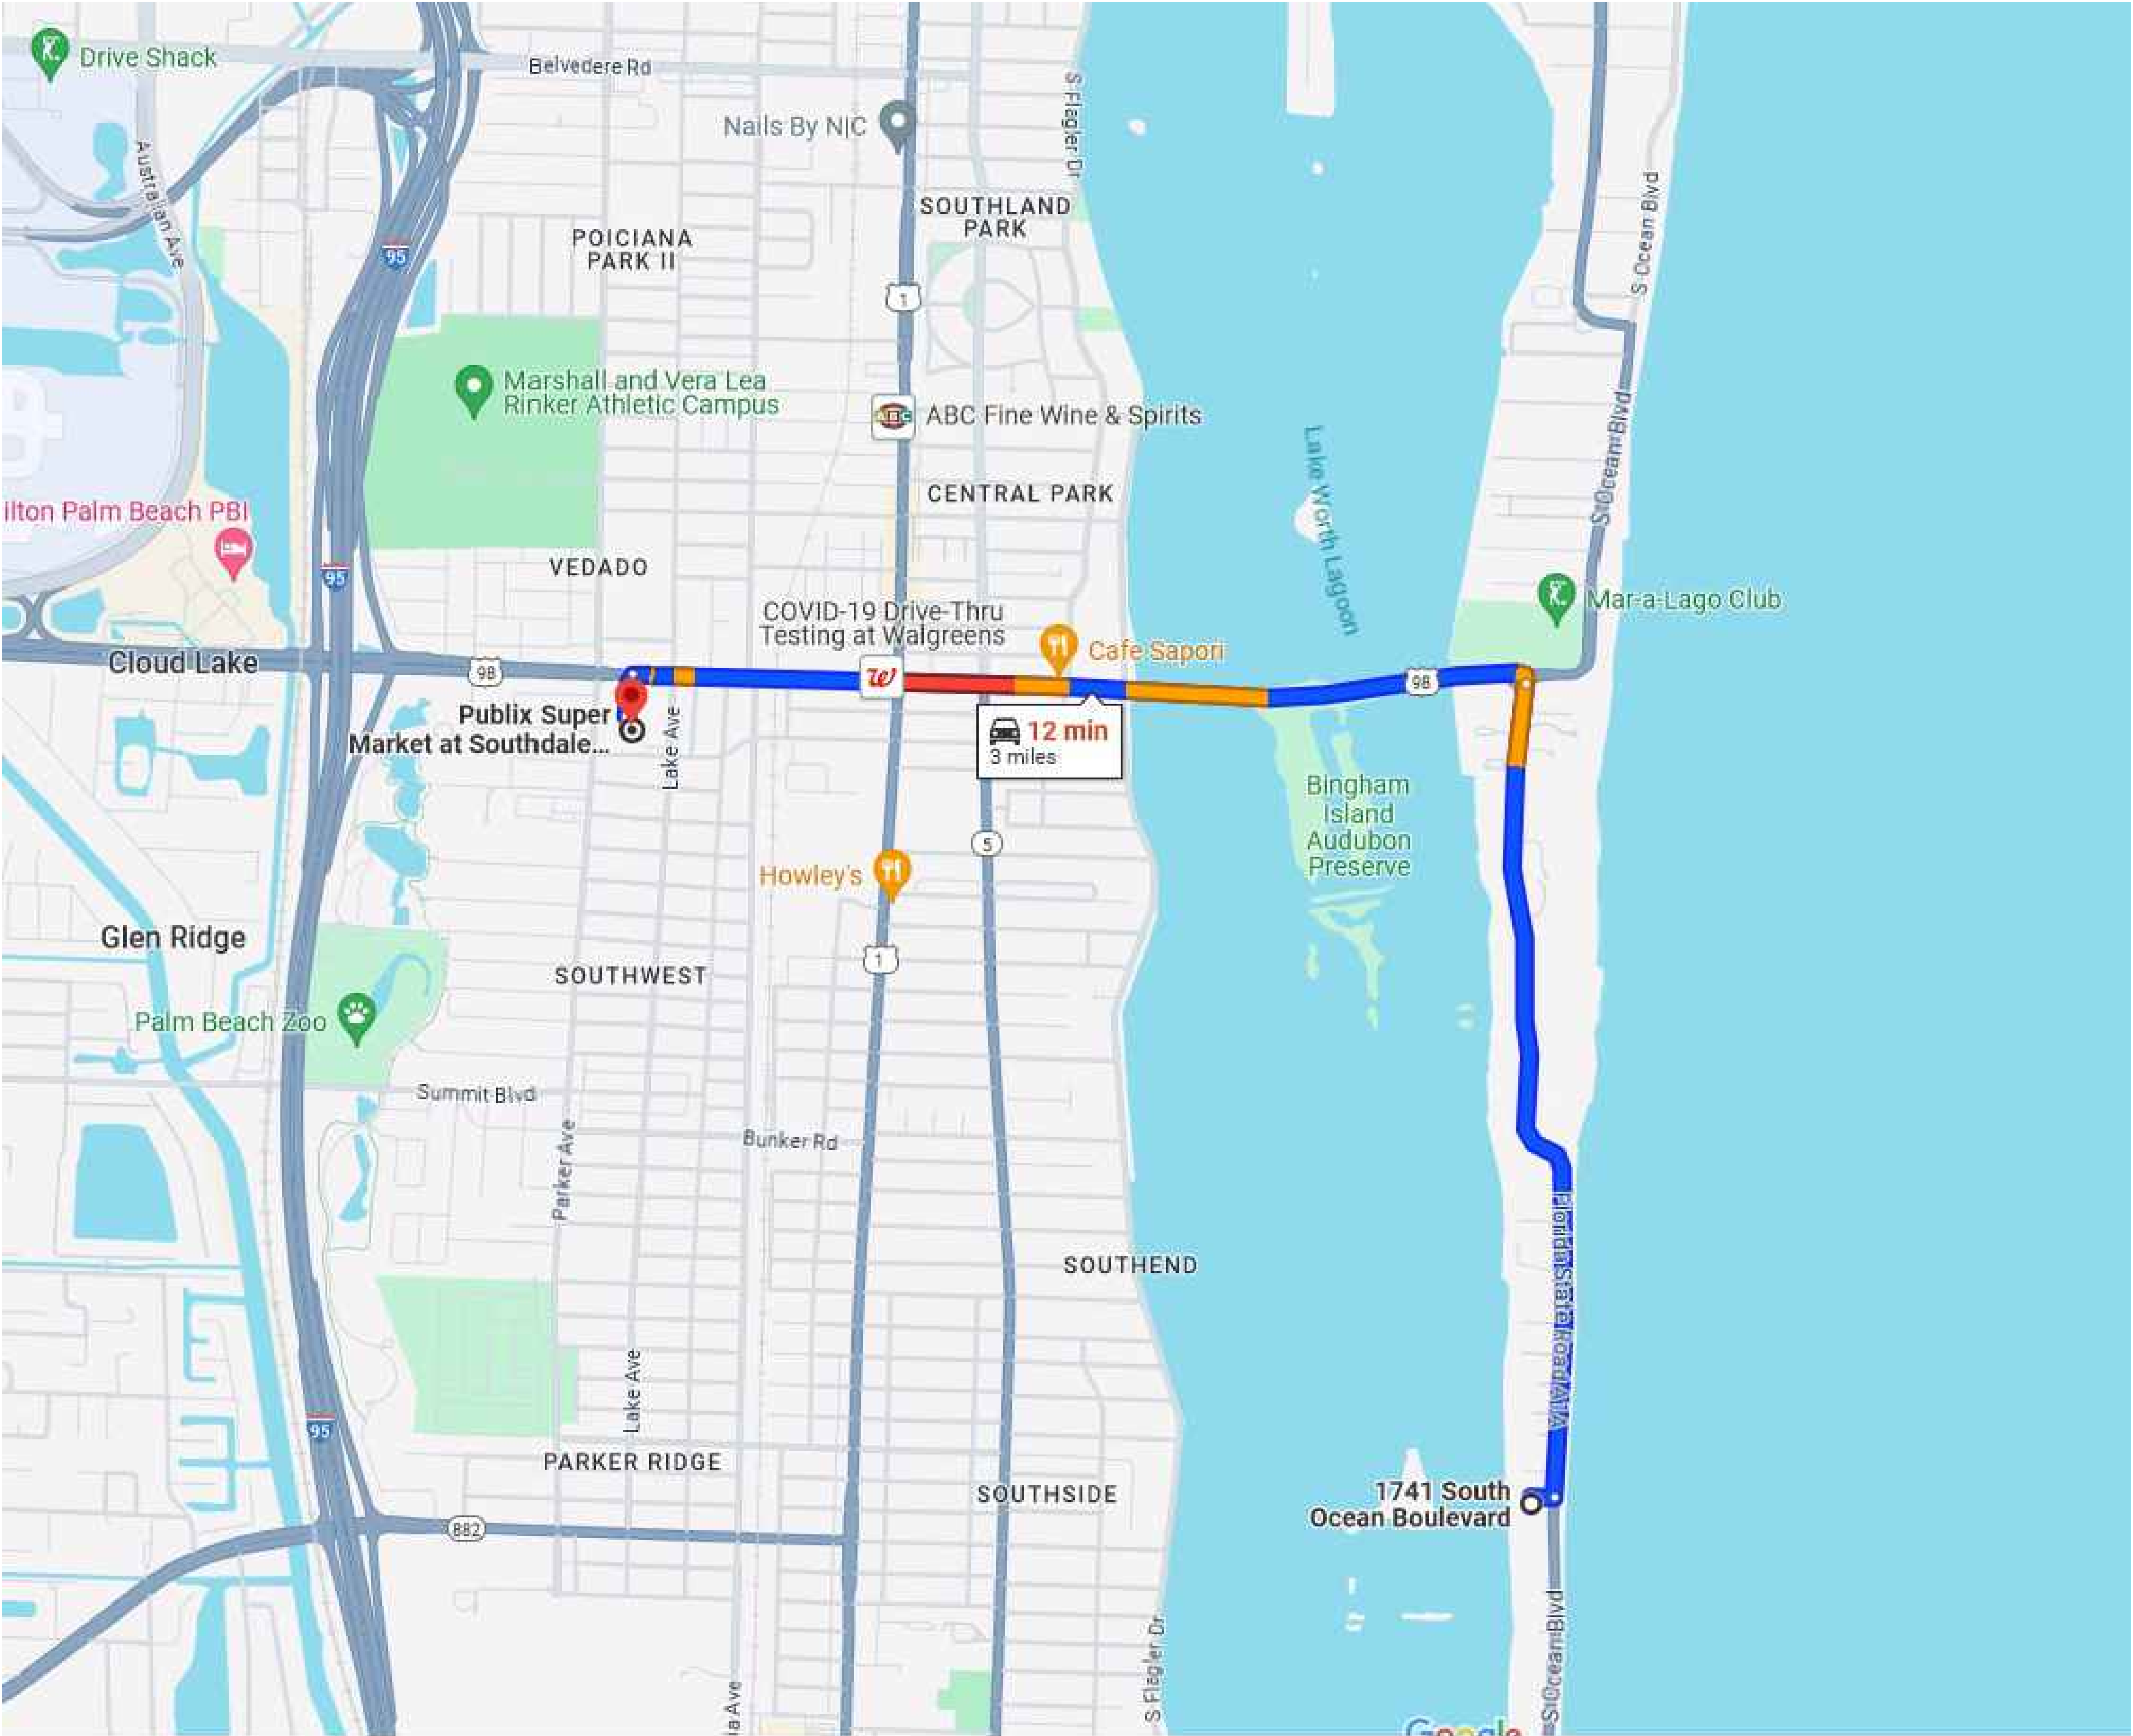 Drive Shack
Belvedere Rd
S Flagler Dr
Nails By NIC
Australian Ave
SOUTHLAND
PARK
S Ocean Blvd
POICIANA
PARK II
95
1
Marshall and Vera Lea
Rinker Athletic Campus
ABC
ABC Fine Wine & Spirits
S Ocean Blvd
Lake Worth Lagoon
CENTRAL PARK
ilton Palm Beach PBI
95
VEDADO
COVID-19 Drive-Thru
Testing at Walgreens
Mar-a-Lago Club
Cafe Sapori
Cloud Lake
98
W
98
Publix Super
Market at Southdale...
Lake Ave
12 min
3 miles
Bingham
Island
Audubon
Preserve
5
Howley's
Glen Ridge
1
SOUTHWEST
Palm Beach Zoo
Summit Blvd
Parker Ave
Bunker Rd
Florida State Road A1A
SOUTHEND
Lake Ave
95
PARKER RIDGE
SOUTHSIDE
1741 South
Ocean Boulevard
882
S Ocean Blvd
S Flagler Dr
ia Ave
Google